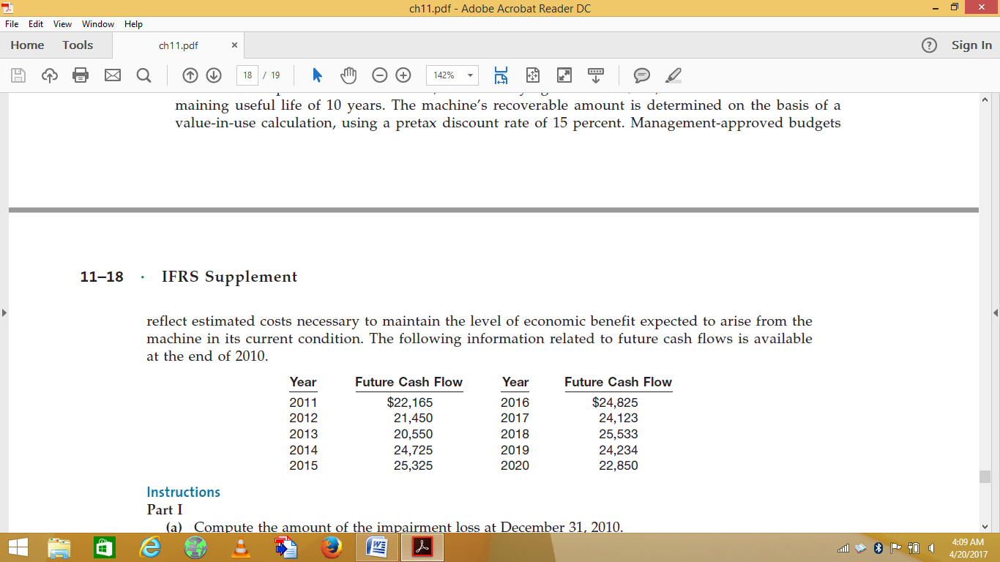 ch11.pdf - Adobe Acrobat Reader DC
File Edit View Window Help
Home Tools ch11.pdf × ? Sign In
18 / 19 142%
maining useful life of 10 years. The machine's recoverable amount is determined on the basis of a
value-in-use calculation, using a pretax discount rate of 15 percent. Management-approved budgets
11–18 · IFRS Supplement
reflect estimated costs necessary to maintain the level of economic benefit expected to arise from the
machine in its current condition. The following information related to future cash flows is available
at the end of 2010.
Year Future Cash Flow Year Future Cash Flow
2011 $22,165 2016 $24,825
2012 21,450 2017 24,123
2013 20,550 2018 25,533
2014 24,725 2019 24,234
2015 25,325 2020 22,850
Instructions
Part I
(a) Compute the amount of the impairment loss at December 31, 2010.
4:09 AM
4/20/2017